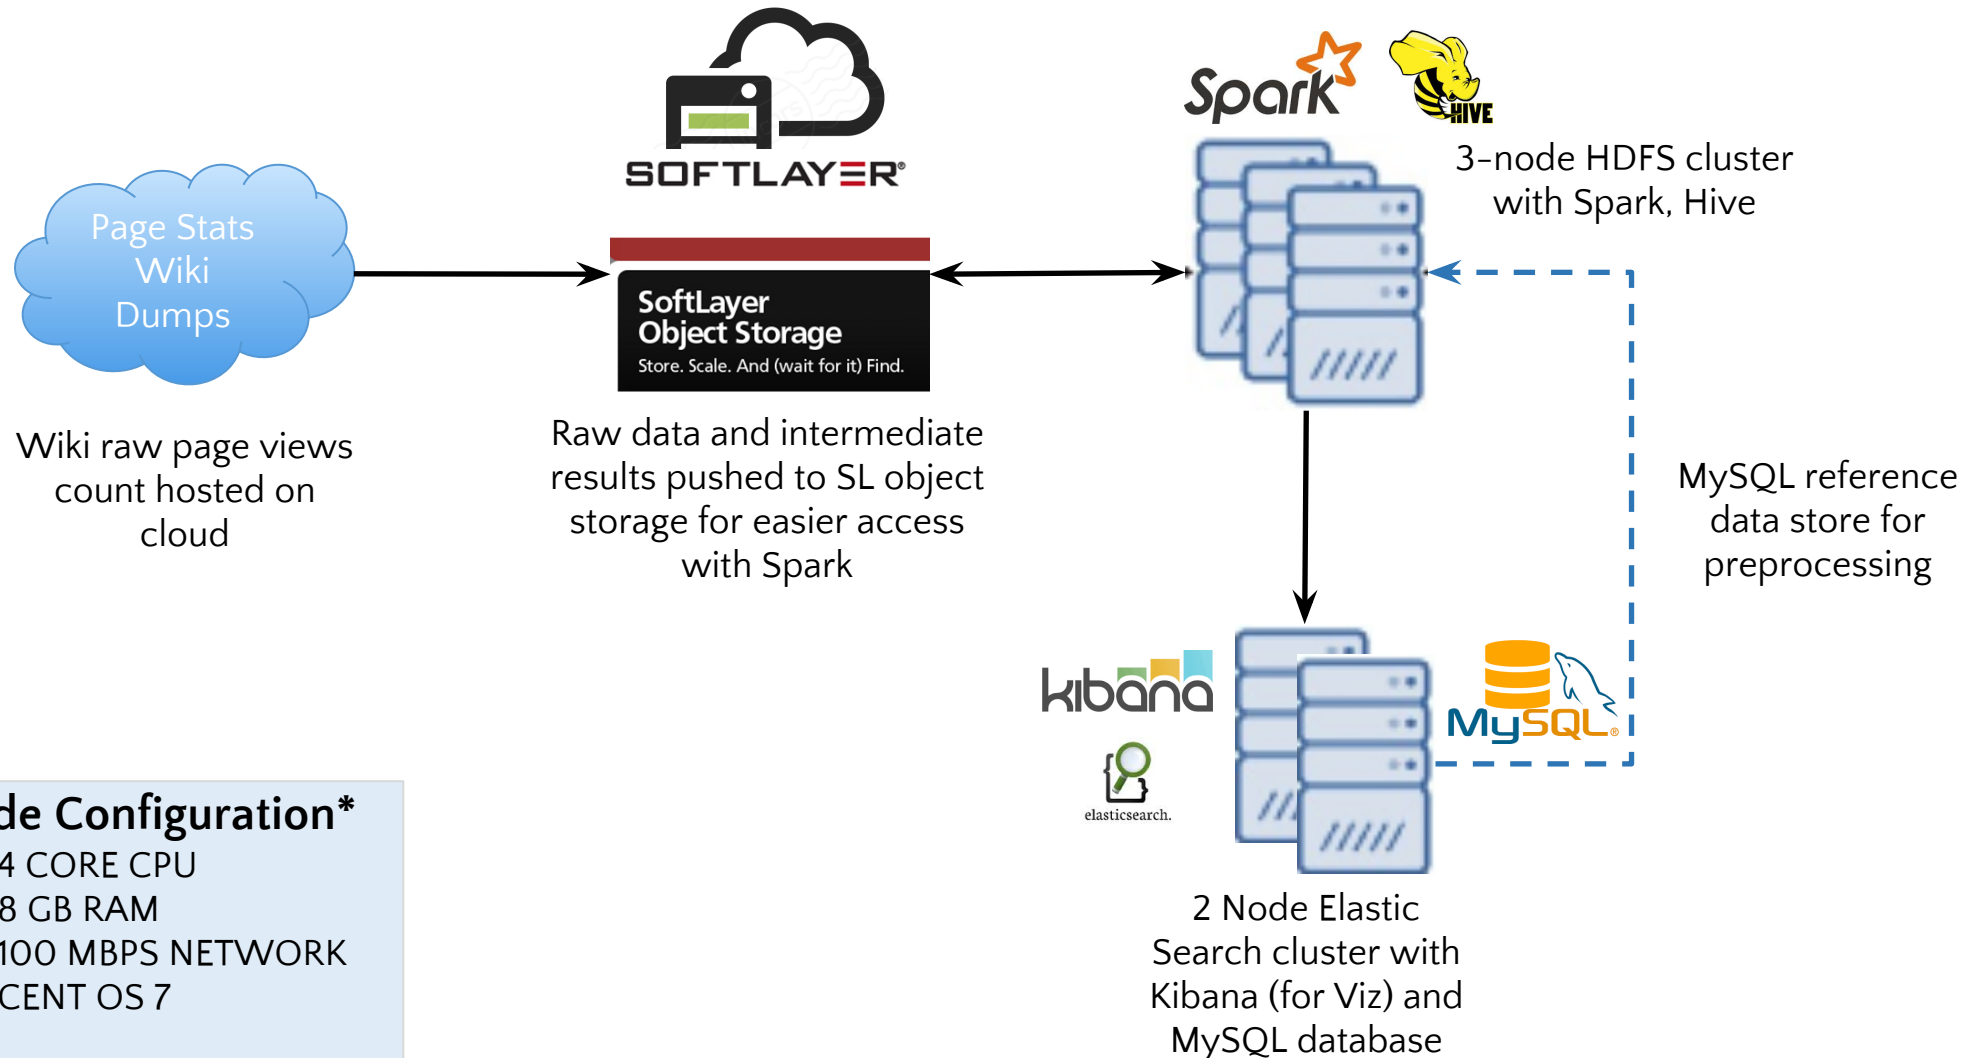 Page Stats
Wiki
Dumps
Wiki raw page views
count hosted on
cloud
SOFTLAYER®
SoftLayer
Object Storage
Store. Scale. And (wait for it) Find.
Raw data and intermediate
results pushed to SL object
storage for easier access
with Spark
Spark
HIVE
3-node HDFS cluster
with Spark, Hive
MySQL reference
data store for
preprocessing
kibana
elasticsearch.
MySQL®
2 Node Elastic
Search cluster with
Kibana (for Viz) and
MySQL database
de Configuration*
4 CORE CPU
8 GB RAM
100 MBPS NETWORK
CENT OS 7